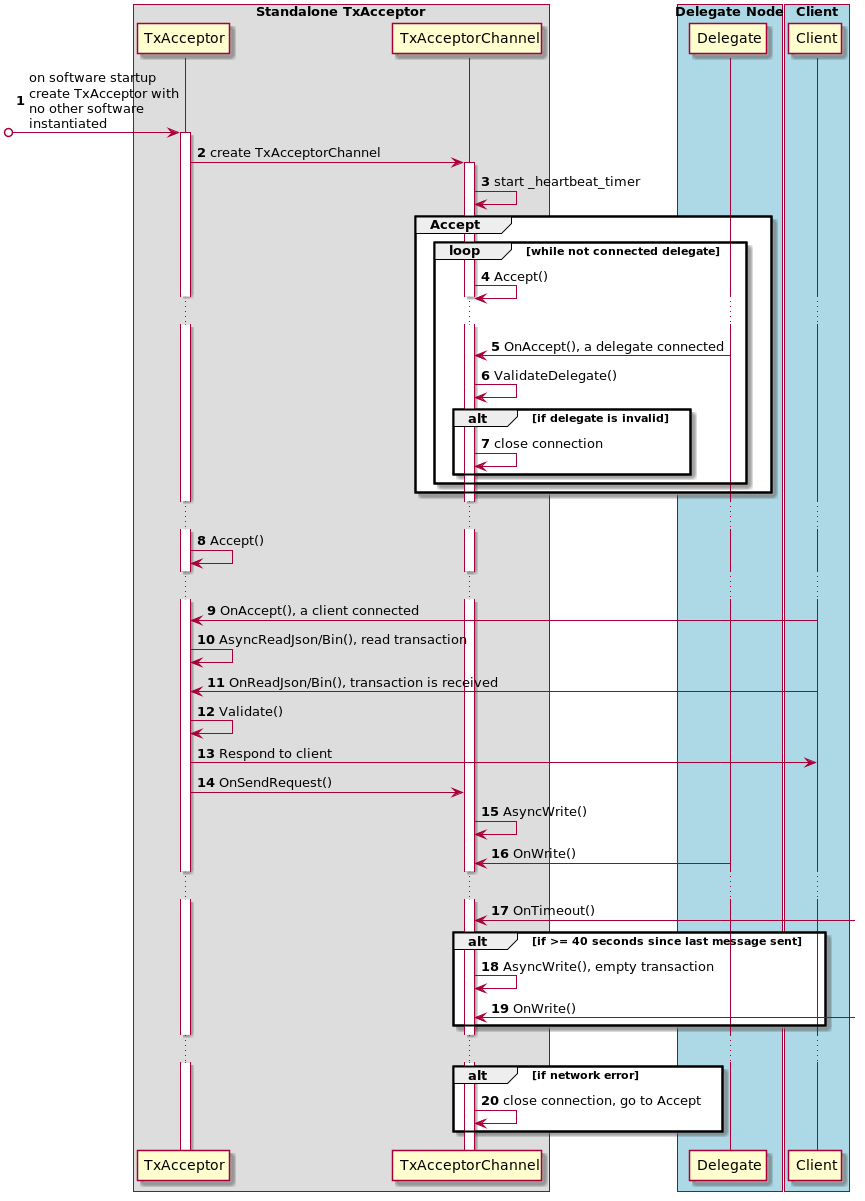 Standalone TxAcceptor
Delegate Node
Client
TxAcceptor
TxAcceptorChannel
Delegate
Client
1
on software startup
create TxAcceptor with
no other software
instantiated
2 create TxAcceptorChannel
3 start _heartbeat_timer
Accept
loop [while not connected delegate]
4 Accept()
5 OnAccept(), a delegate connected
6 ValidateDelegate()
alt [if delegate is invalid]
7 close connection
8 Accept()
9 OnAccept(), a client connected
10 AsyncReadJson/Bin(), read transaction
11 OnReadJson/Bin(), transaction is received
12 Validate()
13 Respond to client
14 OnSendRequest()
15 AsyncWrite()
16 OnWrite()
17 OnTimeout()
alt [if >= 40 seconds since last message sent]
18 AsyncWrite(), empty transaction
19 OnWrite()
alt [if network error]
20 close connection, go to Accept
TxAcceptor
TxAcceptorChannel
Delegate
Client